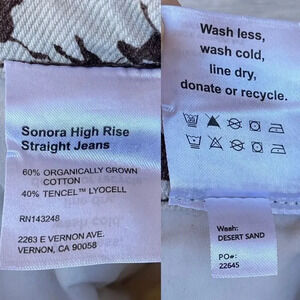 Sonora High Rise
Straight Jeans
60% ORGANICALLY GROWN
COTTON
40% TENCEL™ LYOCELL
RN143248
2263 E VERNON AVE.
VERNON, CA 90058
Wash less,
wash cold,
line dry,
donate or recycle.
Wash:
DESERT SAND
PO#:
22645